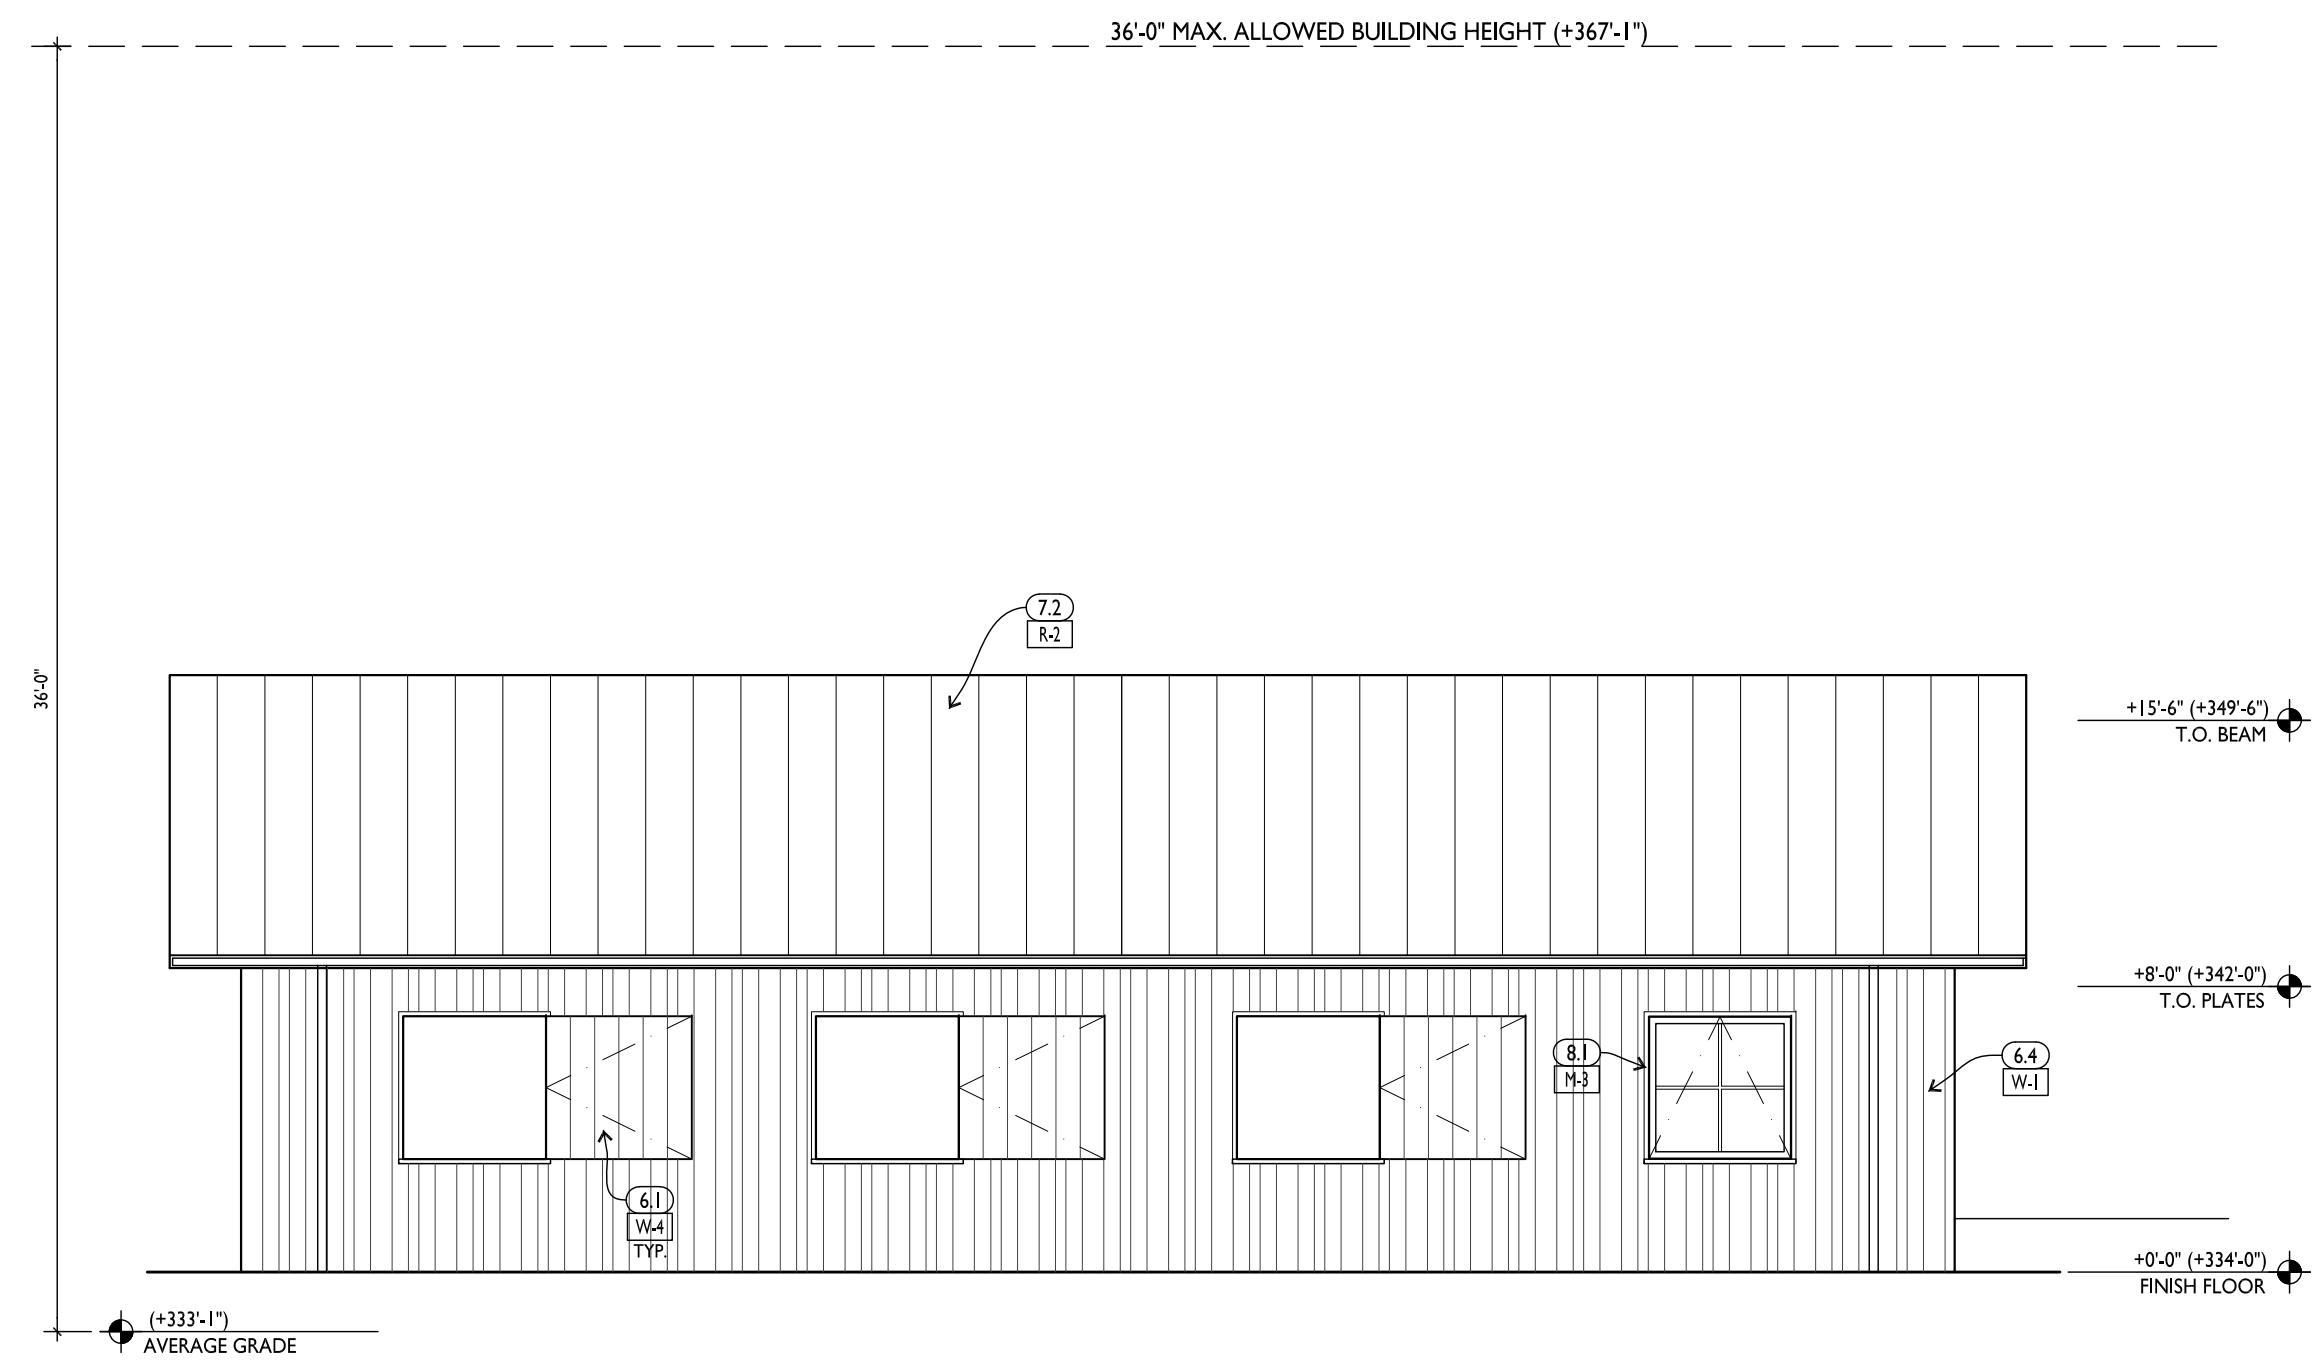 36'-0" MAX. ALLOWED BUILDING HEIGHT (+367'-1")
7.2
R-2
36'-0"
+15'-6" (+349'-6")
T.O. BEAM
+8'-0" (+342'-0")
T.O. PLATES
8.1
M-3
6.4
W-1
6.1
W-4
TYP.
+0'-0" (+334'-0")
FINISH FLOOR
(+333'-1")
AVERAGE GRADE